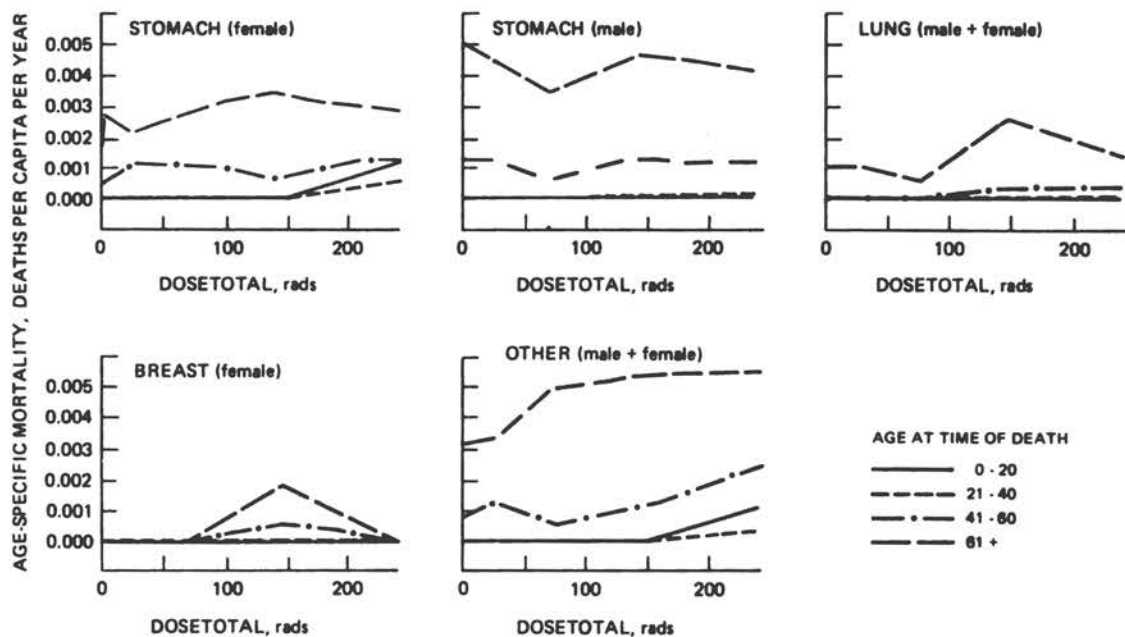 AGE-SPECIFIC MORTALITY, DEATHS PER CAPITA PER YEAR
STOMACH (female)
0.005
0.004
0.003
0.002
0.001
0.000
0 100 200
DOSETOTAL, rads
STOMACH (male)
0 100 200
DOSETOTAL, rads
LUNG (male + female)
0 100 200
DOSETOTAL, rads
BREAST (female)
0.005
0.004
0.003
0.002
0.001
0.000
0 100 200
DOSETOTAL, rads
OTHER (male + female)
0 100 200
DOSETOTAL, rads
AGE AT TIME OF DEATH
0 - 20
21 - 40
41 - 60
61 +